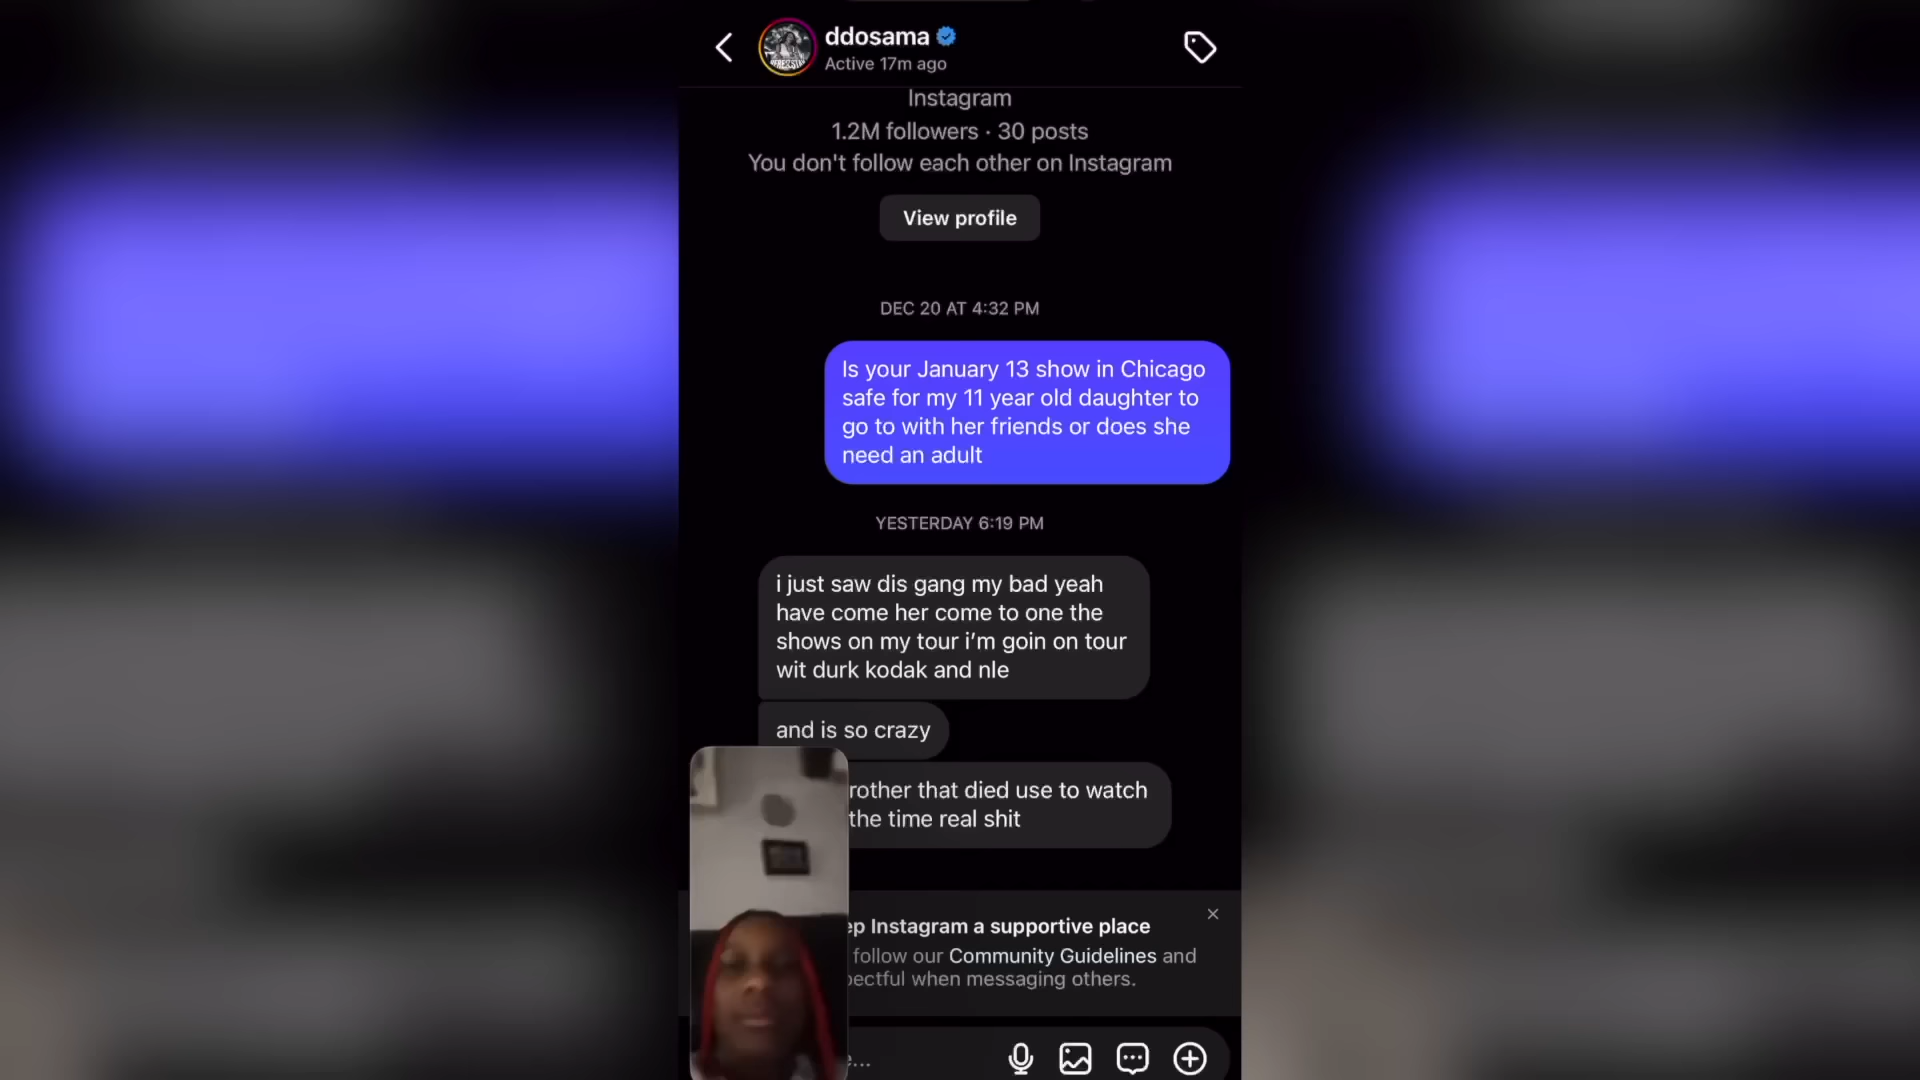 ddosama
Active 17m ago
Instagram
1.2M followers · 30 posts
You don't follow each other on Instagram
View profile
DEC 20 AT 4:32 PM
Is your January 13 show in Chicago
safe for my 11 year old daughter to
go to with her friends or does she
need an adult
YESTERDAY 6:19 PM
i just saw dis gang my bad yeah
have come her come to one the
shows on my tour i’m goin on tour
wit durk kodak and nle
and is so crazy
rother that died use to watch
the time real shit
ep Instagram a supportive place
follow our Community Guidelines and
pectful when messaging others.